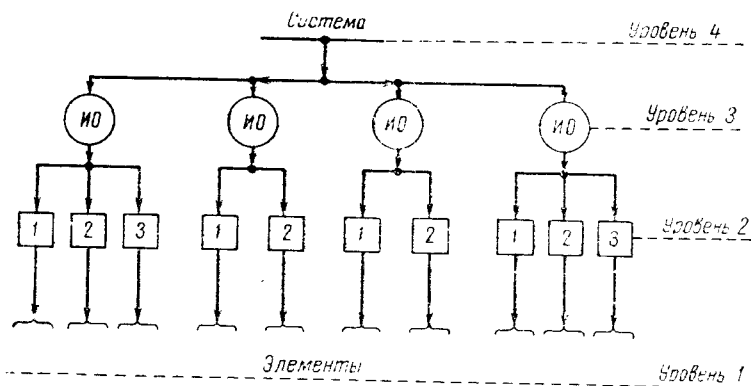 Система
Уровень 4
ИО ИО ИО ИО Уровень 3
1 2 3 1 2 1 2 1 2 3 Уровень 2
Элементы Уровень 1